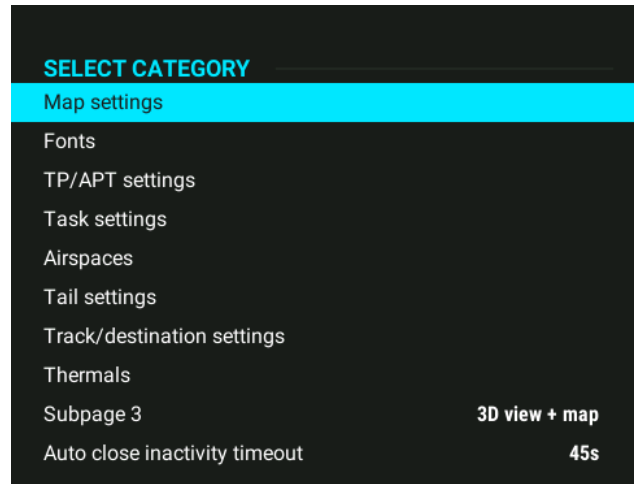 SELECT CATEGORY
Map settings
Fonts
TP/APT settings
Task settings
Airspaces
Tail settings
Track/destination settings
Thermals
Subpage 3 3D view + map
Auto close inactivity timeout 45s